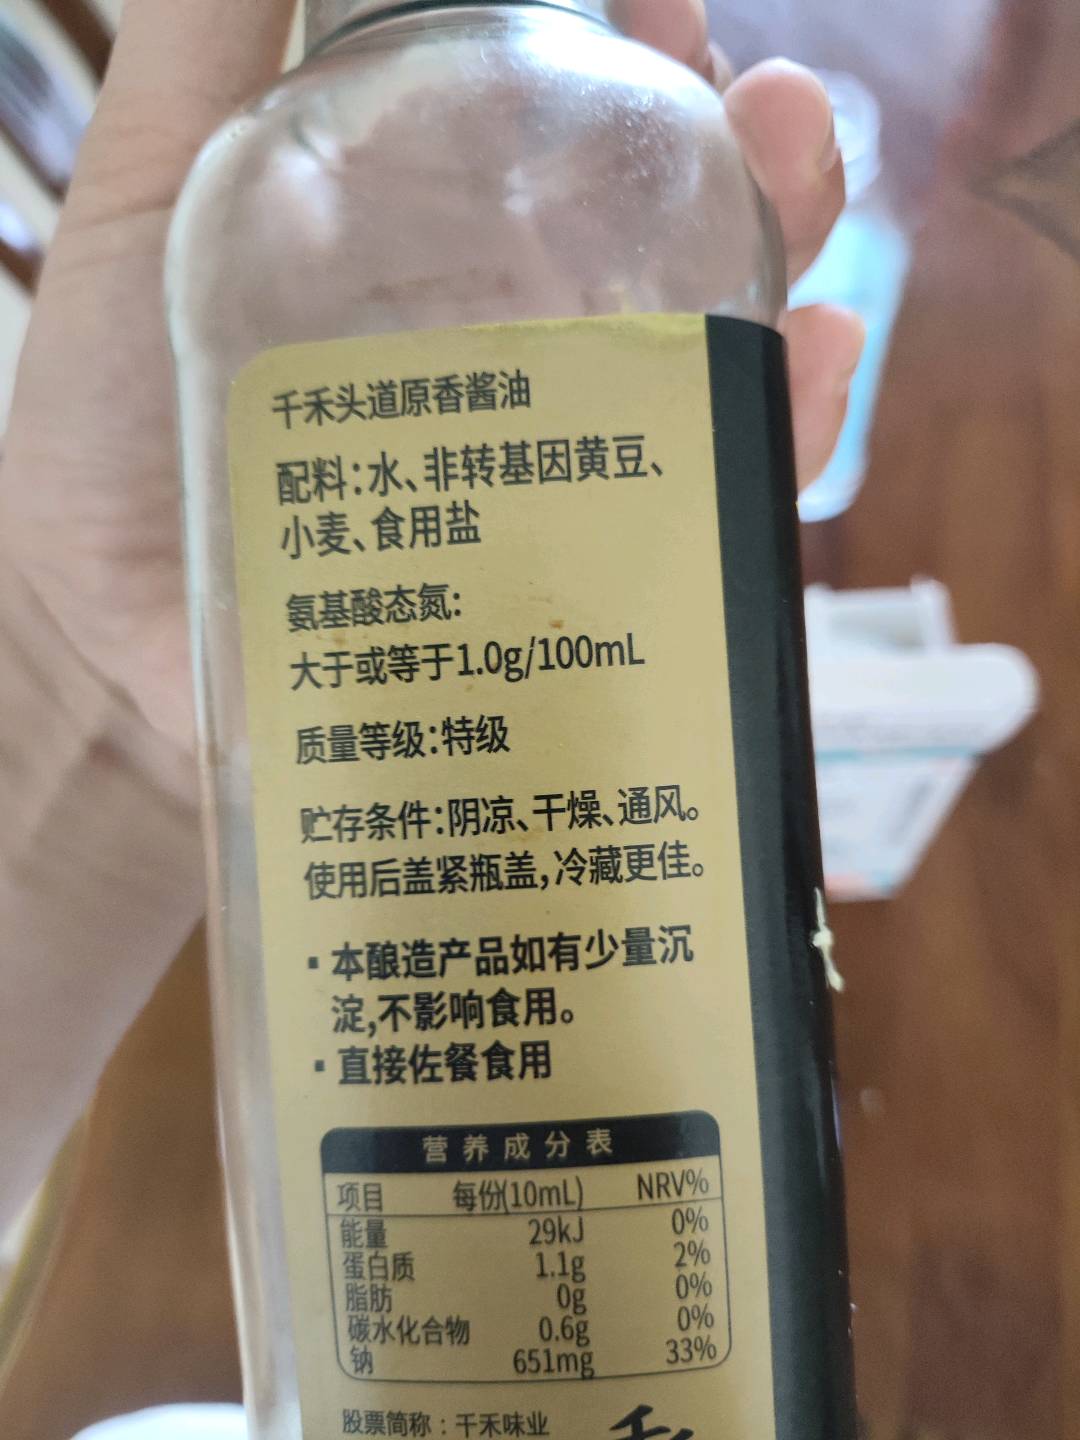 千禾头道原香酱油
配料：水、非转基因黄豆、
小麦、食用盐
氨基酸态氮：
大于或等于1.0g/100mL
质量等级：特级
贮存条件：阴凉、干燥、通风。
使用后盖紧瓶盖，冷藏更佳。
▪ 本酿造产品如有少量沉
淀，不影响食用。
▪ 直接佐餐食用
营养成分表
项目 每份(10mL) NRV%
能量 29kJ 0%
蛋白质 1.1g 2%
脂肪 0g 0%
碳水化合物 0.6g 0%
钠 651mg 33%
股票简称：千禾味业